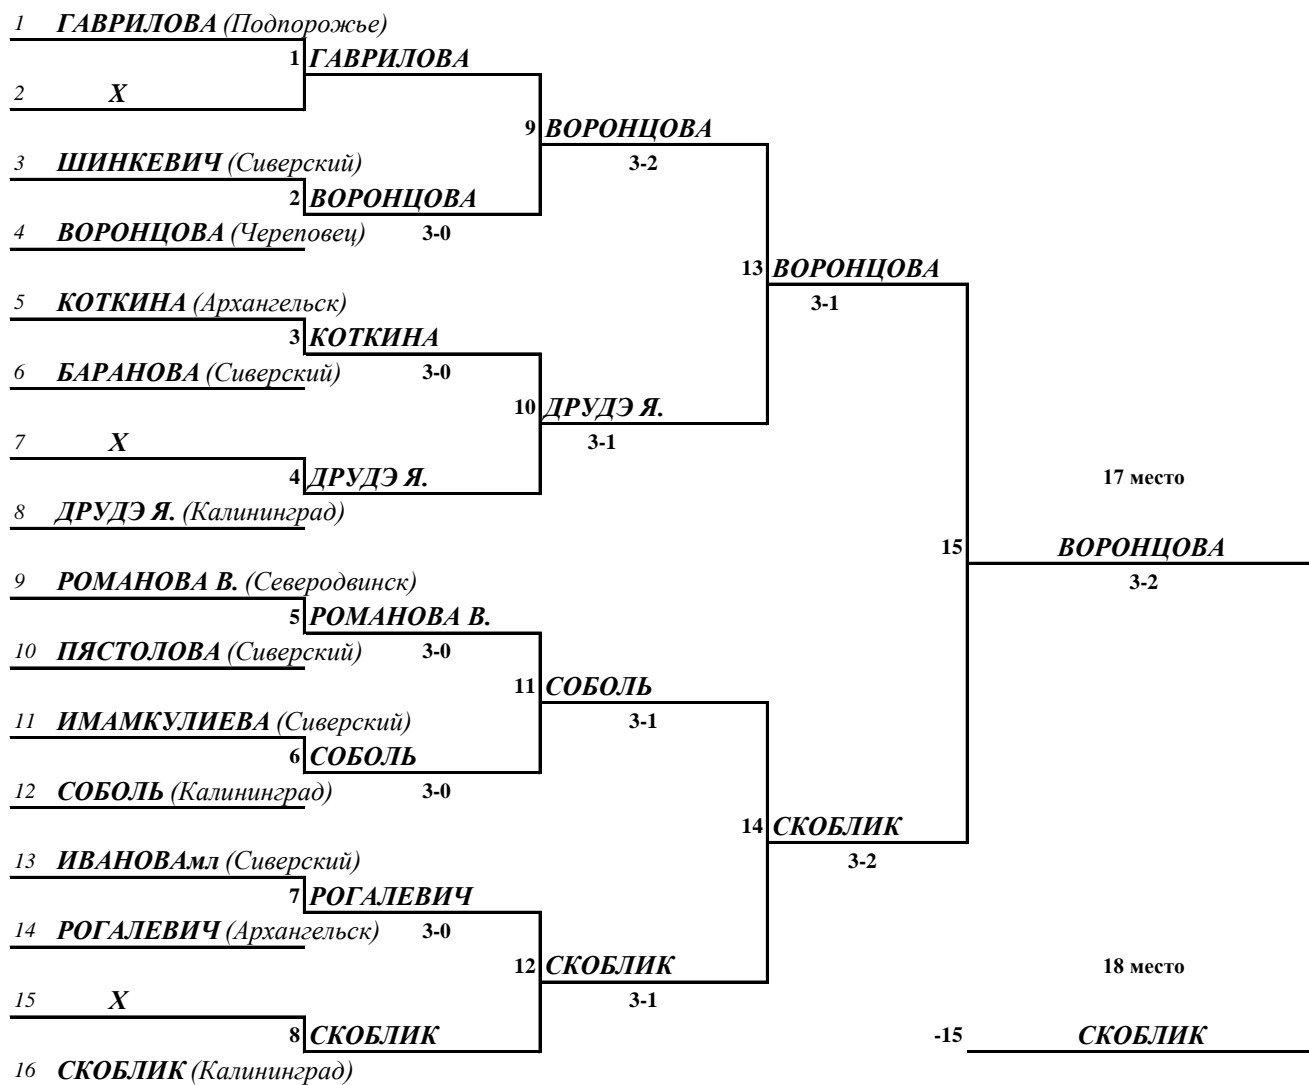 1 ГАВРИЛОВА (Подпорожье)
1 ГАВРИЛОВА
2 X
9 ВОРОНЦОВА
3 ШИНКЕВИЧ (Сиверский) 3-2
2 ВОРОНЦОВА
4 ВОРОНЦОВА (Череповец) 3-0
13 ВОРОНЦОВА
5 КОТКИНА (Архангельск) 3-1
3 КОТКИНА
6 БАРАНОВА (Сиверский) 3-0
10 ДРУДЭ Я.
7 X 3-1
4 ДРУДЭ Я. 17 место
8 ДРУДЭ Я. (Калининград)
15 ВОРОНЦОВА
9 РОМАНОВА В. (Северодвинск) 3-2
5 РОМАНОВА В.
10 ПЯСТОЛОВА (Сиверский) 3-0
11 СОБОЛЬ
11 ИМАМКУЛИЕВА (Сиверский) 3-1
6 СОБОЛЬ
12 СОБОЛЬ (Калининград) 3-0
14 СКОБЛИК
13 ИВАНОВАмл (Сиверский) 3-2
7 РОГАЛЕВИЧ
14 РОГАЛЕВИЧ (Архангельск) 3-0
12 СКОБЛИК 18 место
15 X 3-1
8 СКОБЛИК -15 СКОБЛИК
16 СКОБЛИК (Калининград)